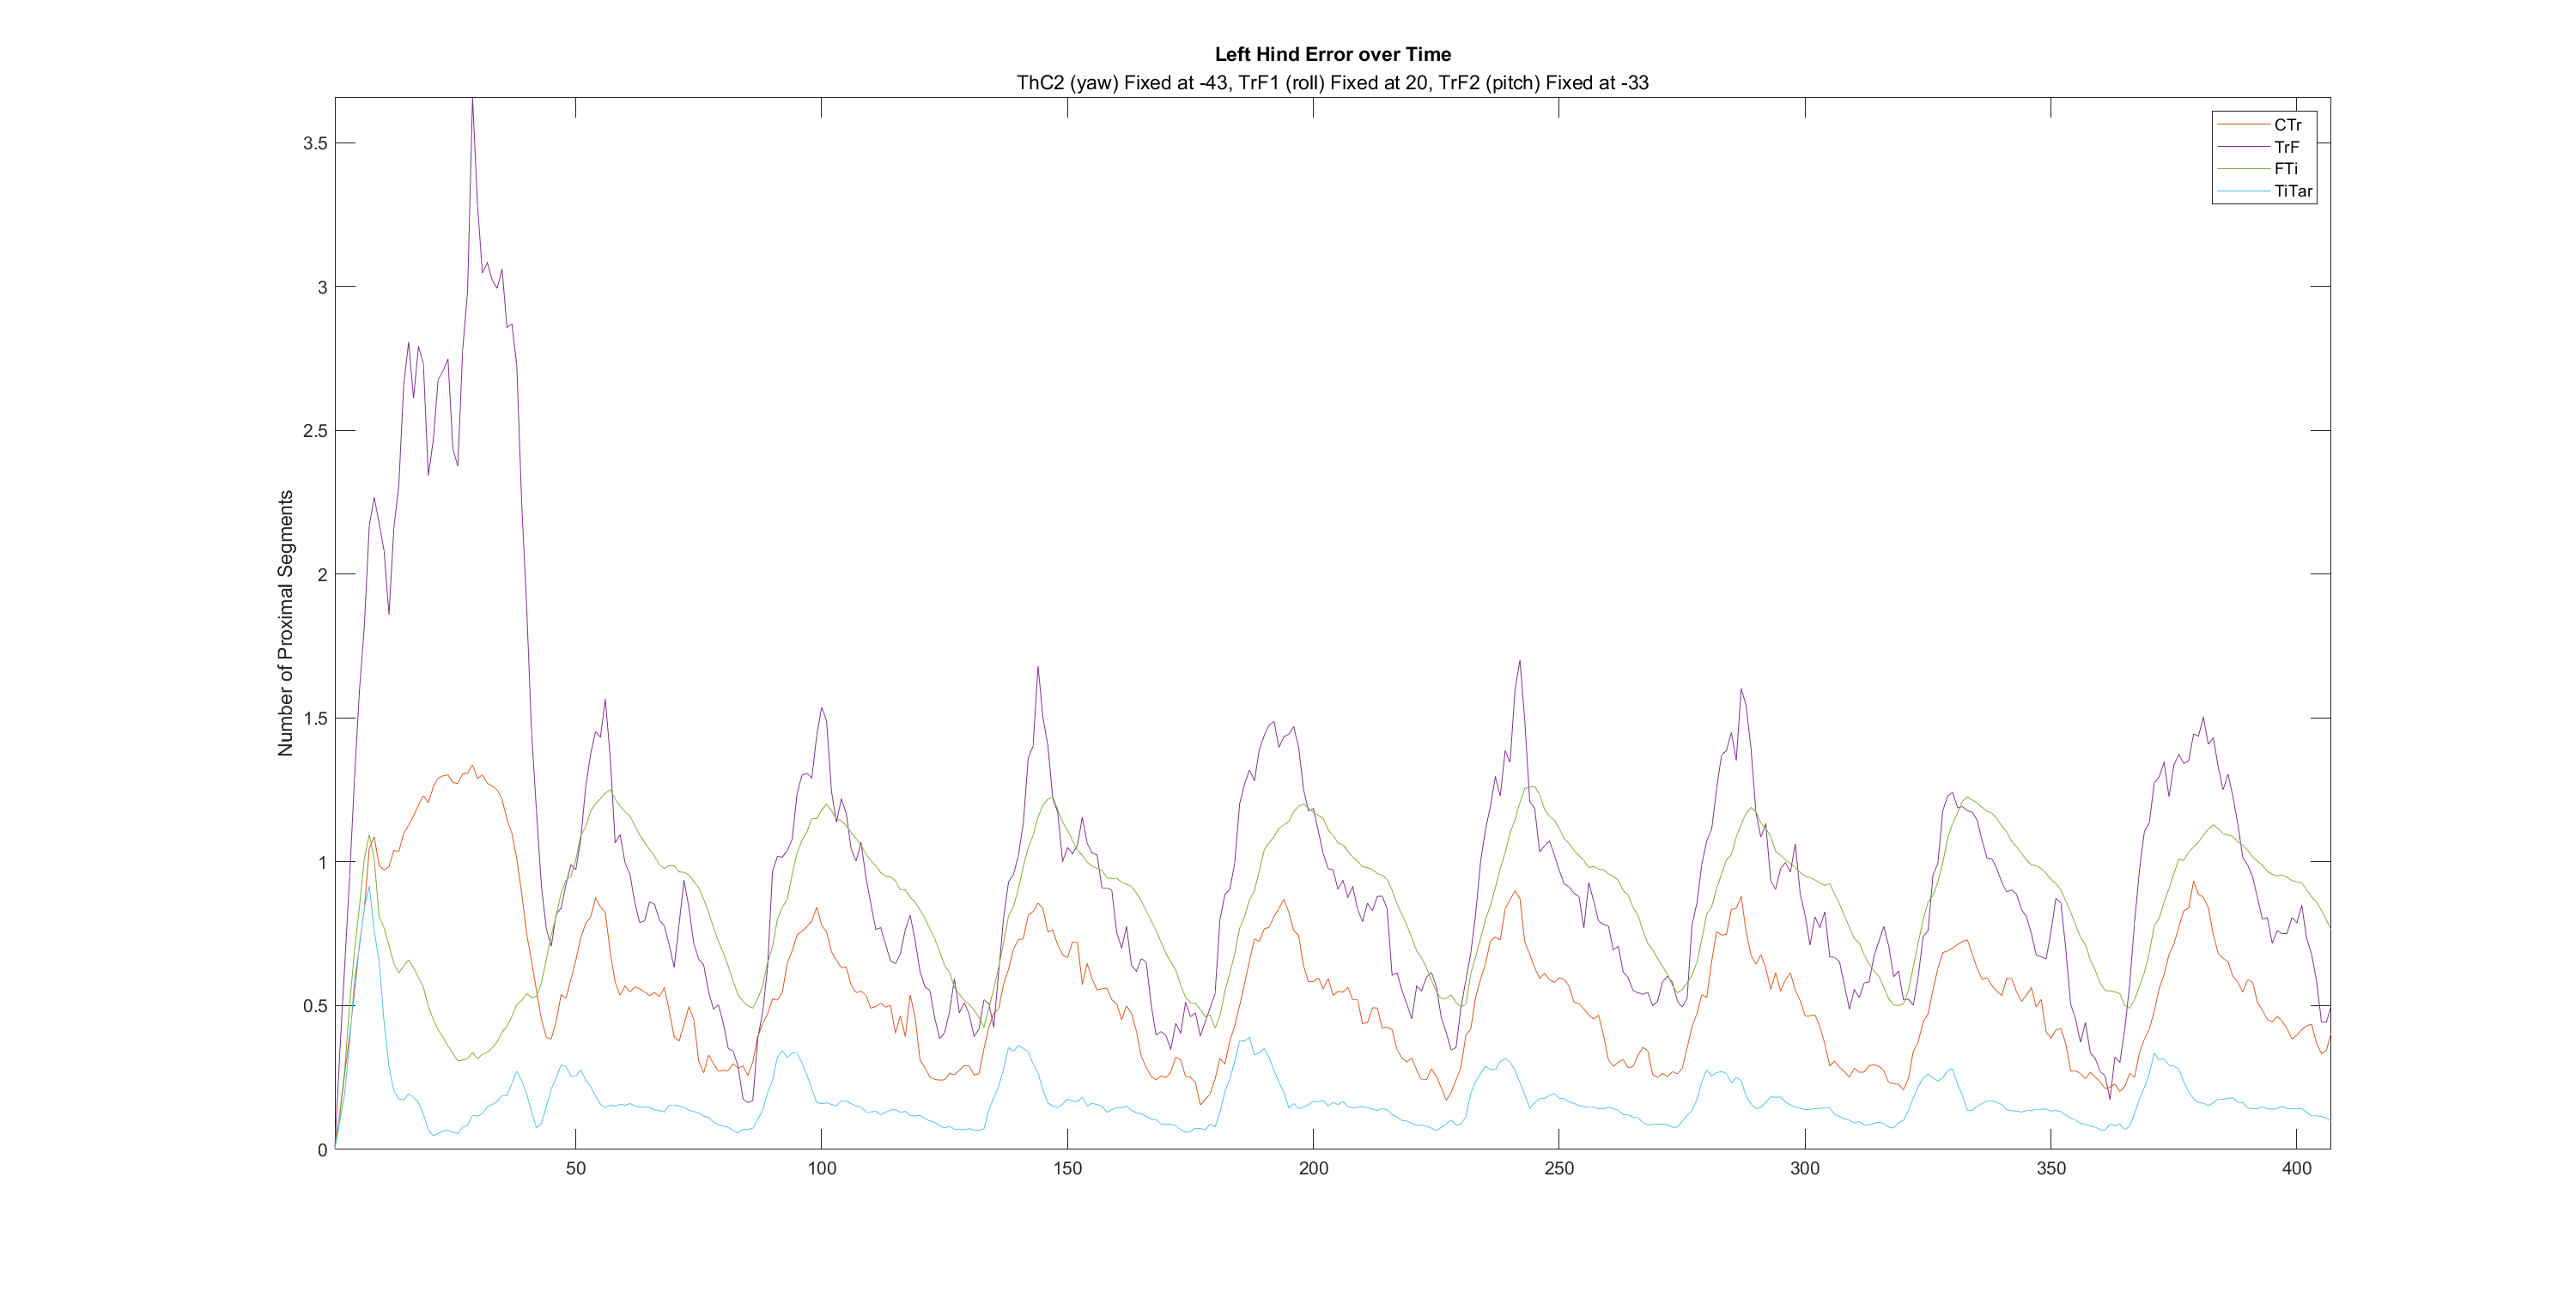 Left Hind Error over Time
ThC2 (yaw) Fixed at -43, TrF1 (roll) Fixed at 20, TrF2 (pitch) Fixed at -33
CTr
TrF
FTi
TiTar
Number of Proximal Segments
3.5
3
2.5
2
1.5
1
0.5
0
50 100 150 200 250 300 350 400